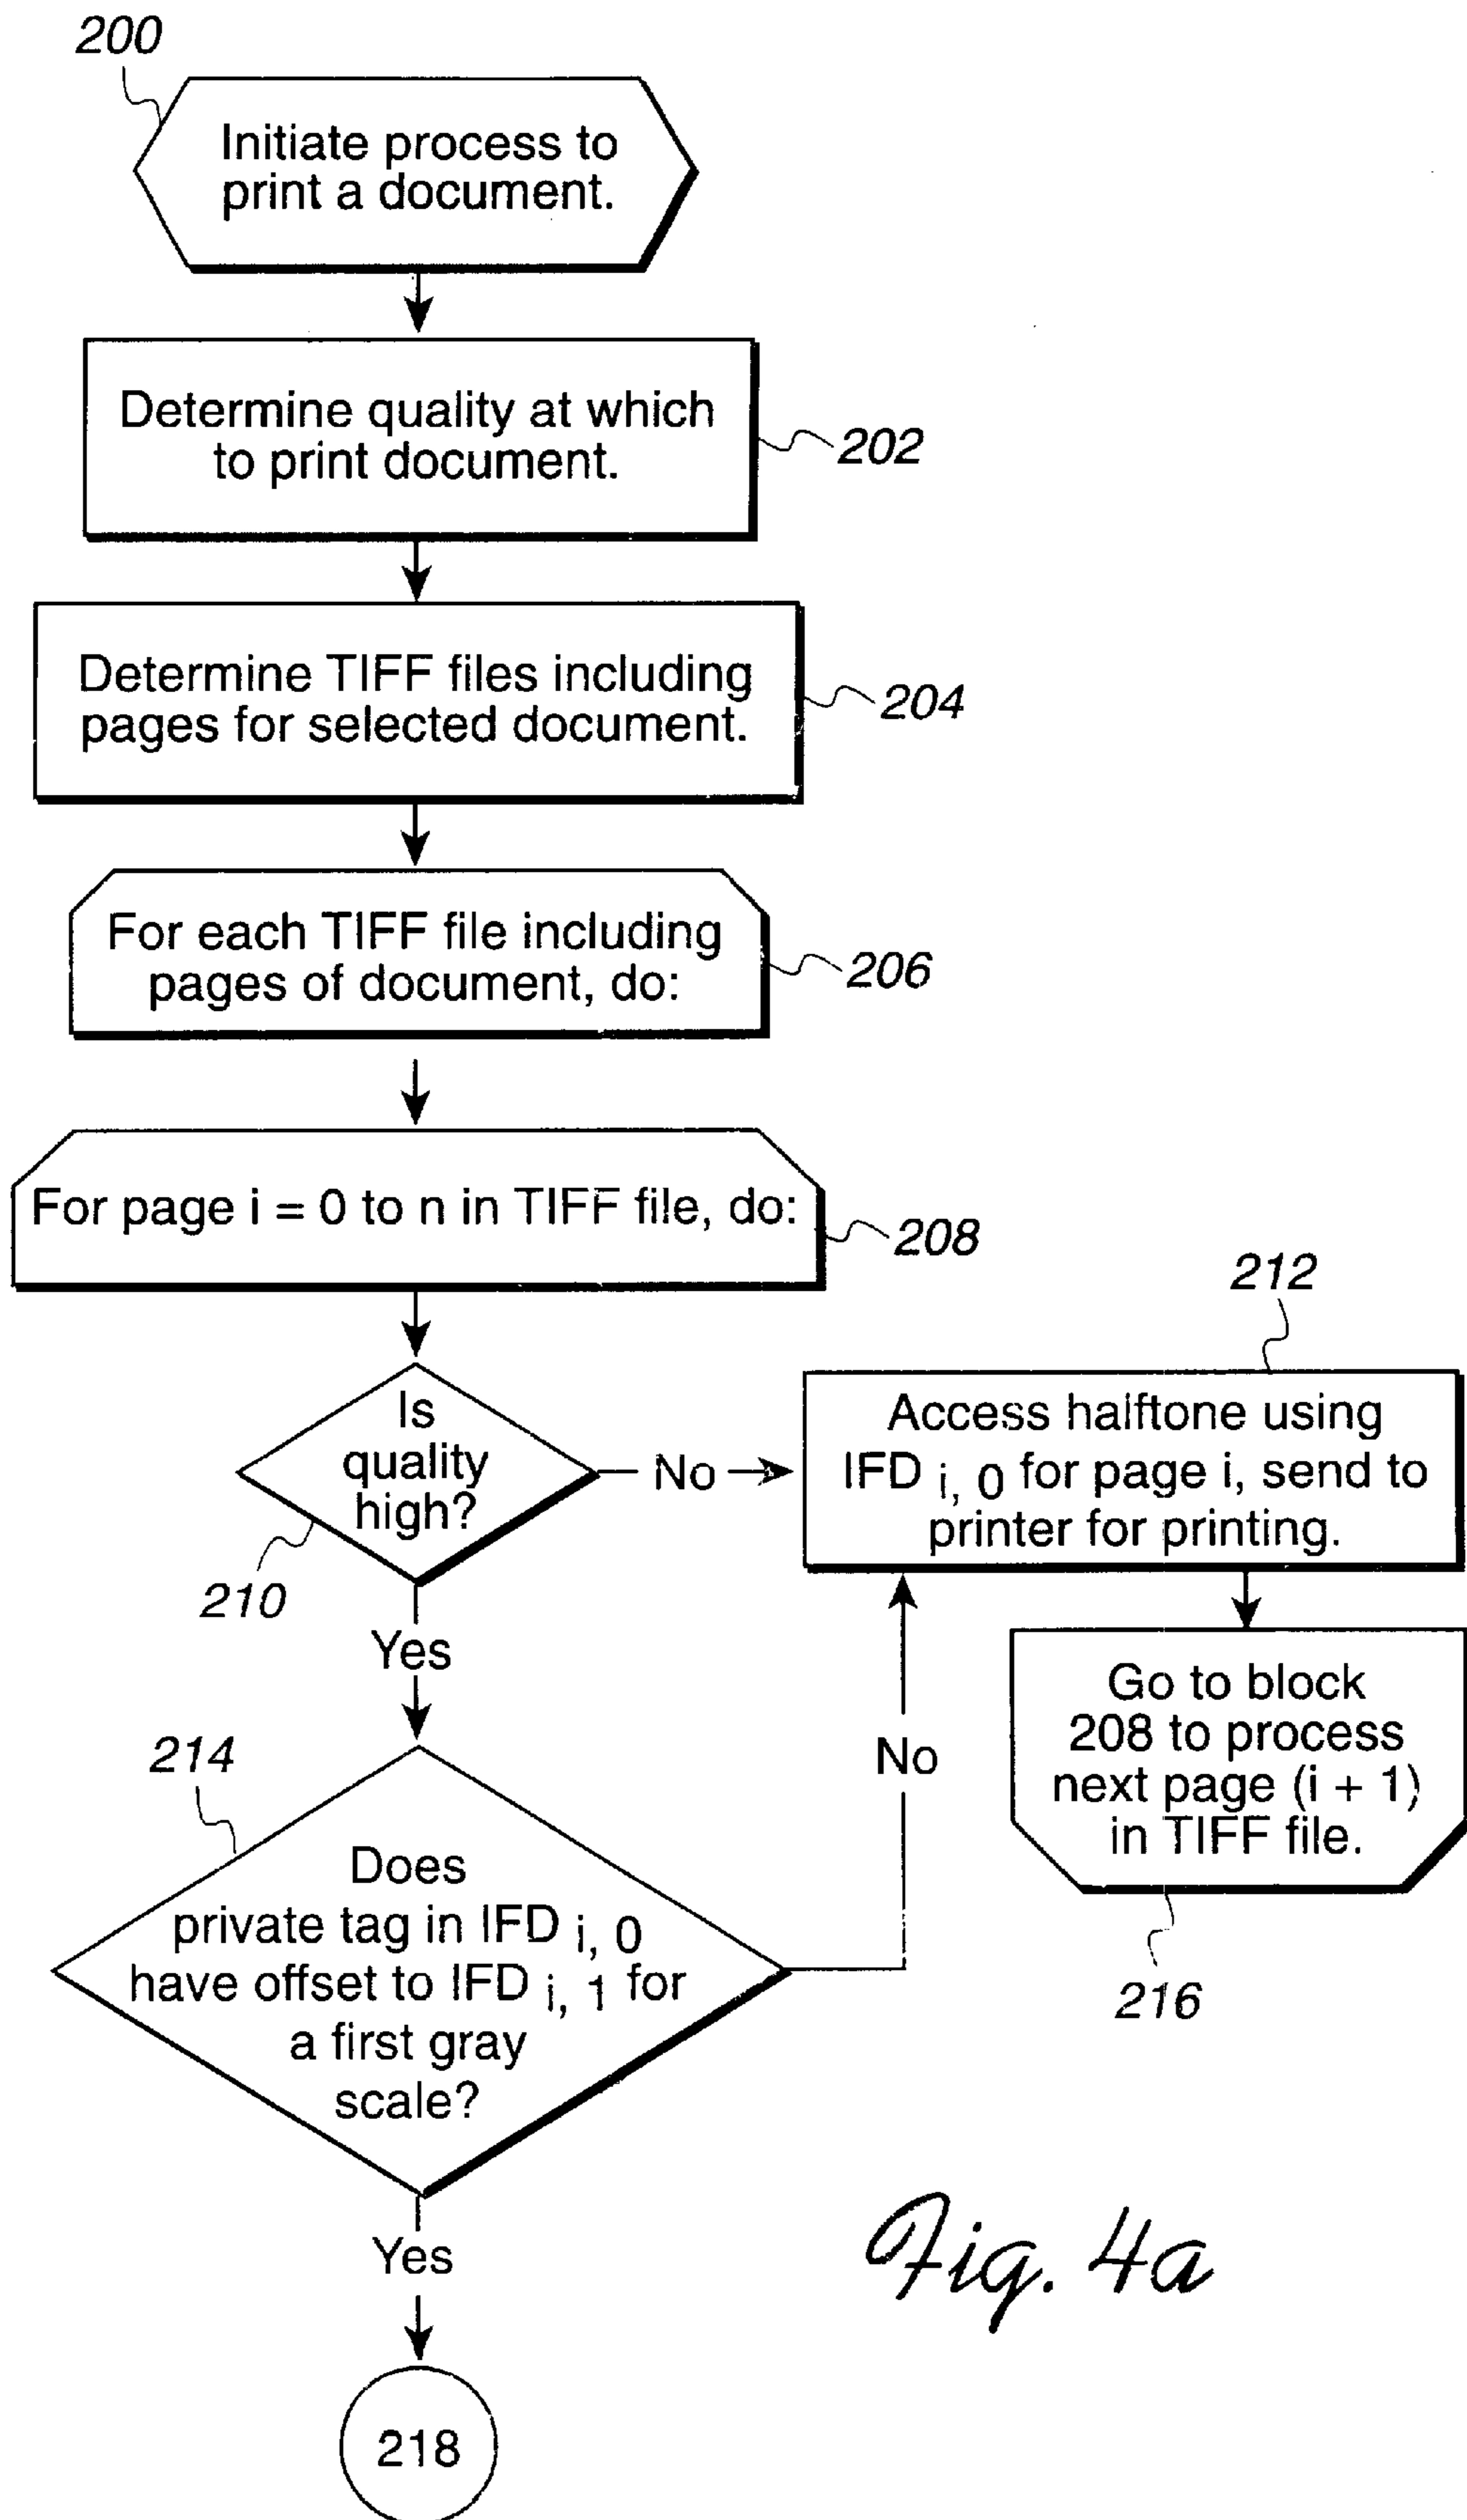 200
Initiate process to
print a document.
Determine quality at which
to print document.
202
Determine TIFF files including
pages for selected document.
204
For each TIFF file including
pages of document, do:
206
For page i = 0 to n in TIFF file, do:
208
212
Is
quality
high?
No
Access halftone using
IFD i, 0 for page i, send to
printer for printing.
210
Yes
Go to block
208 to process
next page (i + 1)
in TIFF file.
214
No
Does
private tag in IFD i, 0
have offset to IFD i, 1 for
a first gray
scale?
216
Yes
Fig. 4a
218